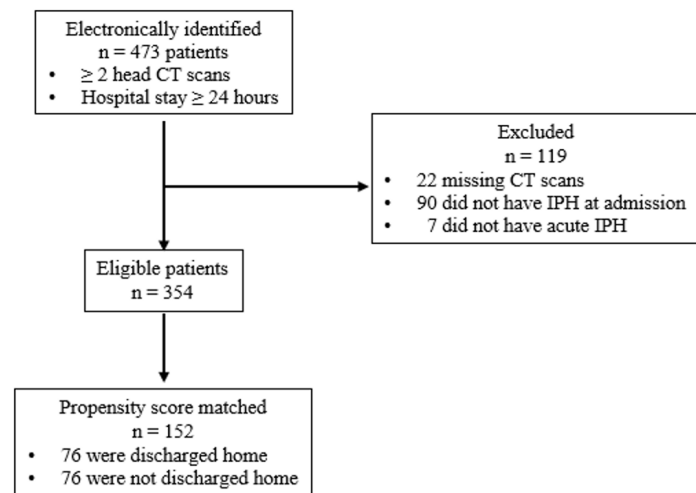 Electronically identified
n = 473 patients
• ≥ 2 head CT scans
• Hospital stay ≥ 24 hours
Excluded
n = 119
• 22 missing CT scans
• 90 did not have IPH at admission
• 7 did not have acute IPH
Eligible patients
n = 354
Propensity score matched
n = 152
• 76 were discharged home
• 76 were not discharged home